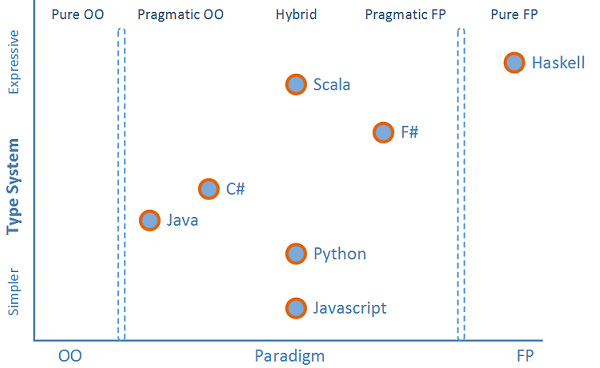 Pure OO
Pragmatic OO
Hybrid
Pragmatic FP
Pure FP
Expressive
Type System
Simpler
Haskell
Scala
F#
C#
Java
Python
Javascript
OO
Paradigm
FP